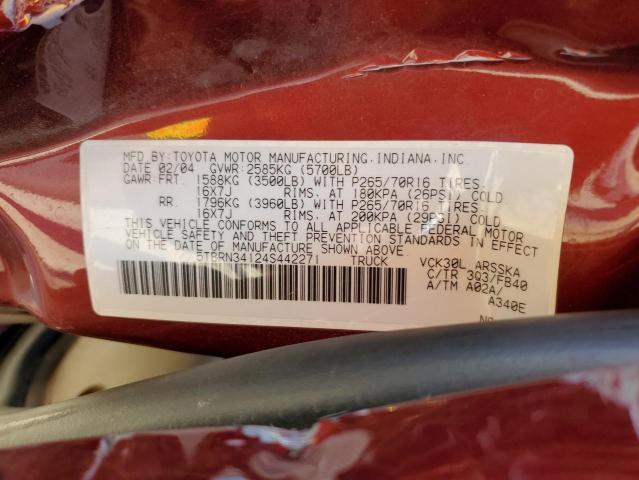 MFD.BY:TOYOTA MOTOR MANUFACTURING,INDIANA,INC.
DATE 02/04 GVWR:2585KG (5700LB)
GAWR:FRT. 1588KG (3500LB) WITH P265/70R16 TIRES.
16X7J RIMS, AT 180KPA (26PSI) COLD
RR. 1796KG (3960LB) WITH P265/70R16 TIRES
16X7J RIMS, AT 200KPA (29PSI) COLD
THIS VEHICLE CONFORMS TO ALL APPLICABLE FEDERAL MOTOR
VEHICLE SAFETY AND THEFT PREVENTION STANDARDS IN EFFECT
ON THE DATE OF MANUFACTURE SHOWN ABOVE.
5TBRN34124S442271 TRUCK
VCK30L ARSSKA
C/TR 3Q3/FB40
A/TM A02A/
A340E